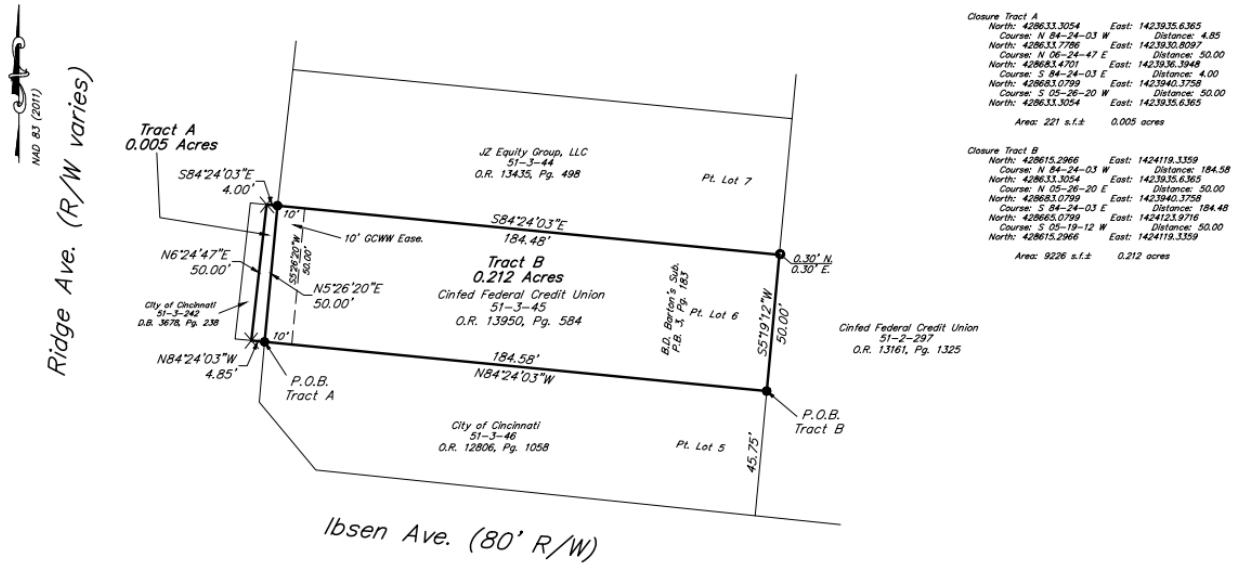 NAD 83 (2011)
Ridge Ave. (R/W varies)
Tract A
0.005 Acres
S84°24'03"E
4.00'
N6°24'47"E
50.00'
City of Cincinnati
51-3-242
D.B. 3678, Pg. 238
N84°24'03"W
4.85'
P.O.B.
Tract A
10'
S5°26'20"W
50.00'
10' GCWW Ease.
N5°26'20"E
50.00'
10'
JZ Equity Group, LLC
51-3-44
O.R. 13435, Pg. 498
Pt. Lot 7
S84°24'03"E
184.48'
Tract B
0.212 Acres
Cinfed Federal Credit Union
51-3-45
O.R. 13950, Pg. 584
B.D. Barton's Sub.
P.B. 3, Pg. 183
Pt. Lot 6
0.30' N.
0.30' E.
S5°19'12"W
50.00'
Cinfed Federal Credit Union
51-2-297
O.R. 13161, Pg. 1325
184.58'
N84°24'03"W
P.O.B.
Tract B
City of Cincinnati
51-3-46
O.R. 12806, Pg. 1058
Pt. Lot 5
45.75'
Ibsen Ave. (80' R/W)
Closure Tract A
North: 428633.3054 East: 1423935.6365
Course: N 84-24-03 W Distance: 4.85
North: 428633.7786 East: 1423930.8097
Course: N 06-24-47 E Distance: 50.00
North: 428683.4701 East: 1423936.3948
Course: S 84-24-03 E Distance: 4.00
North: 428683.0799 East: 1423940.3758
Course: S 05-26-20 W Distance: 50.00
North: 428633.3054 East: 1423935.6365
Area: 221 s.f.± 0.005 acres
Closure Tract B
North: 428615.2966 East: 1424119.3359
Course: N 84-24-03 W Distance: 184.58
North: 428633.3054 East: 1423935.6365
Course: N 05-26-20 E Distance: 50.00
North: 428683.0799 East: 1423940.3758
Course: S 84-24-03 E Distance: 184.48
North: 428665.0799 East: 1424123.9716
Course: S 05-19-12 W Distance: 50.00
North: 428615.2966 East: 1424119.3359
Area: 9226 s.f.± 0.212 acres